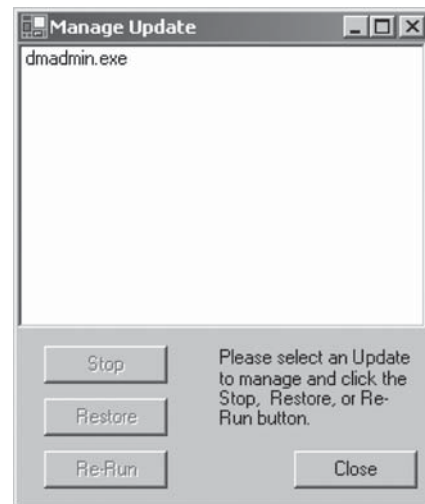 Manage Update
dmadmin.exe
Stop
Restore
Re-Run
Please select an Update
to manage and click the
Stop, Restore, or Re-
Run button.
Close